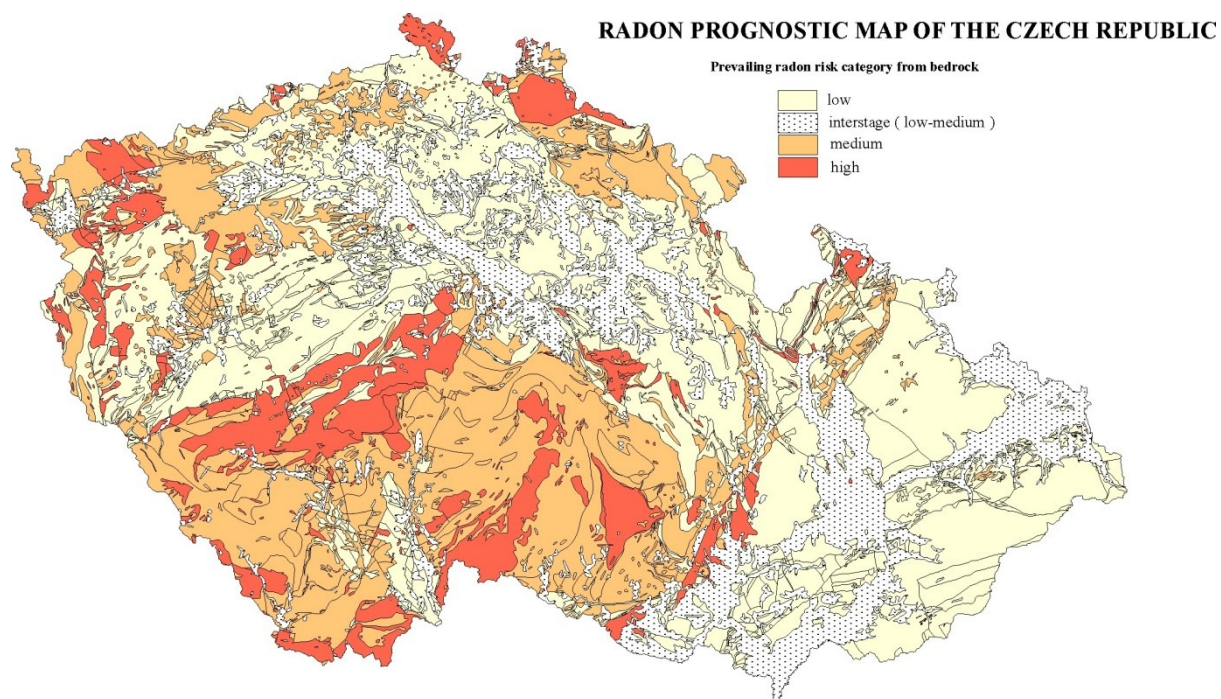 RADON PROGNOSTIC MAP OF THE CZECH REPUBLIC
Prevailing radon risk category from bedrock
low
interstage ( low-medium )
medium
high